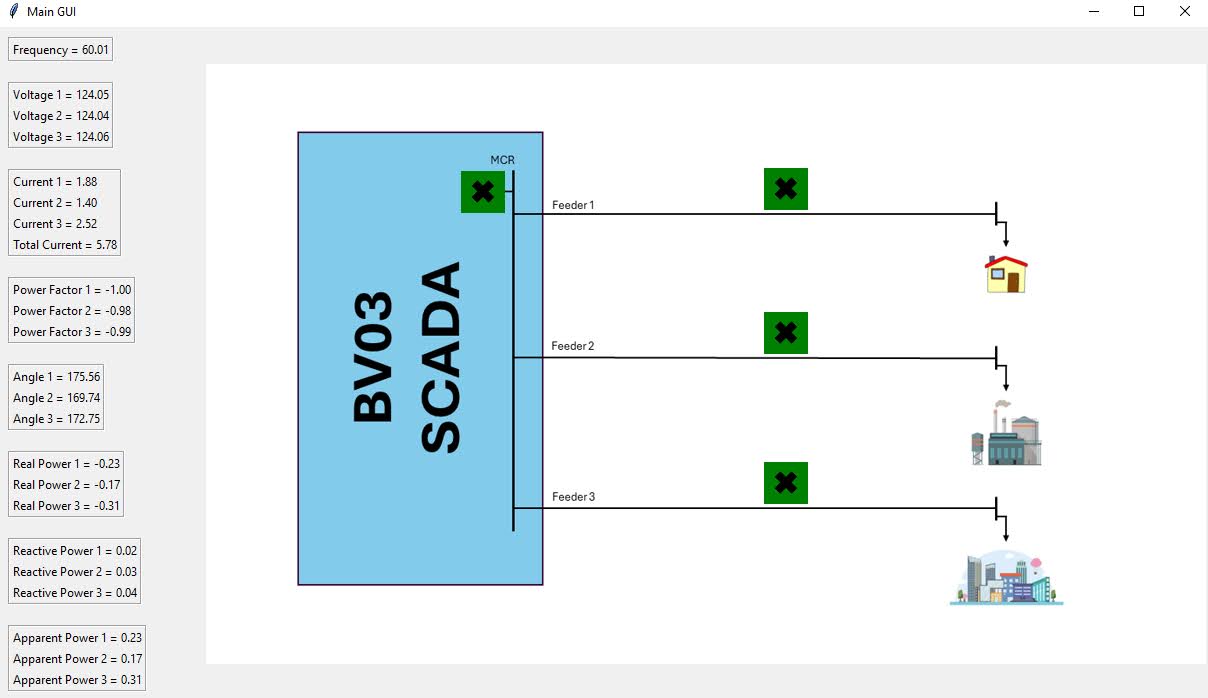 Main GUI
Frequency = 60.01
Voltage 1 = 124.05
Voltage 2 = 124.04
Voltage 3 = 124.06
Current 1 = 1.88
Current 2 = 1.40
Current 3 = 2.52
Total Current = 5.78
Power Factor 1 = -1.00
Power Factor 2 = -0.98
Power Factor 3 = -0.99
Angle 1 = 175.56
Angle 2 = 169.74
Angle 3 = 172.75
Real Power 1 = -0.23
Real Power 2 = -0.17
Real Power 3 = -0.31
Reactive Power 1 = 0.02
Reactive Power 2 = 0.03
Reactive Power 3 = 0.04
Apparent Power 1 = 0.23
Apparent Power 2 = 0.17
Apparent Power 3 = 0.31
BV03
SCADA
MCR
Feeder 1
Feeder 2
Feeder 3